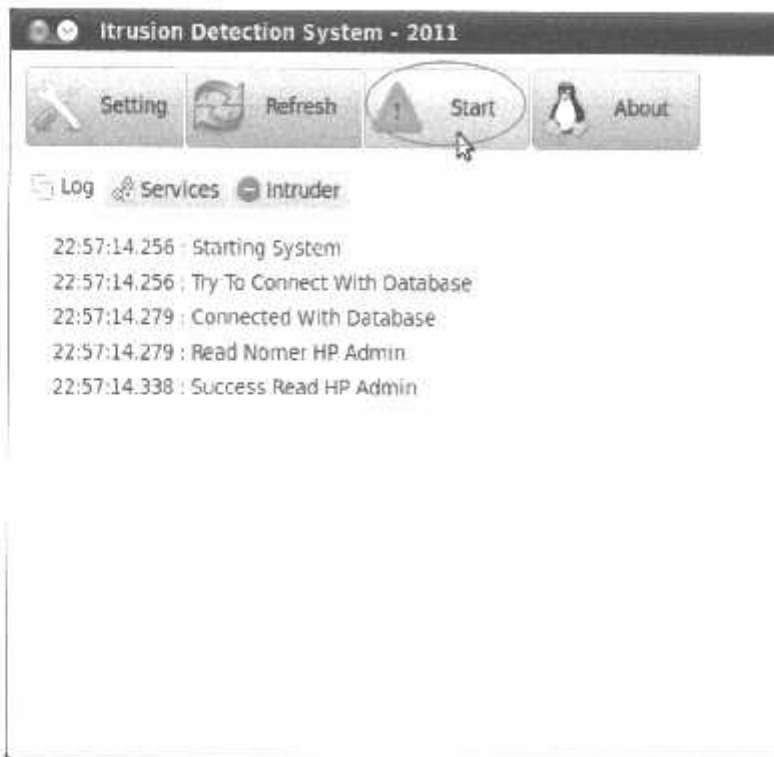 Itrusion Detection System - 2011
Setting Refresh Start About
Log Services Intruder
22:57:14.256 : Starting System
22:57:14.256 : Try To Connect With Database
22:57:14.279 : Connected With Database
22:57:14.279 : Read Nomer HP Admin
22:57:14.338 : Success Read HP Admin